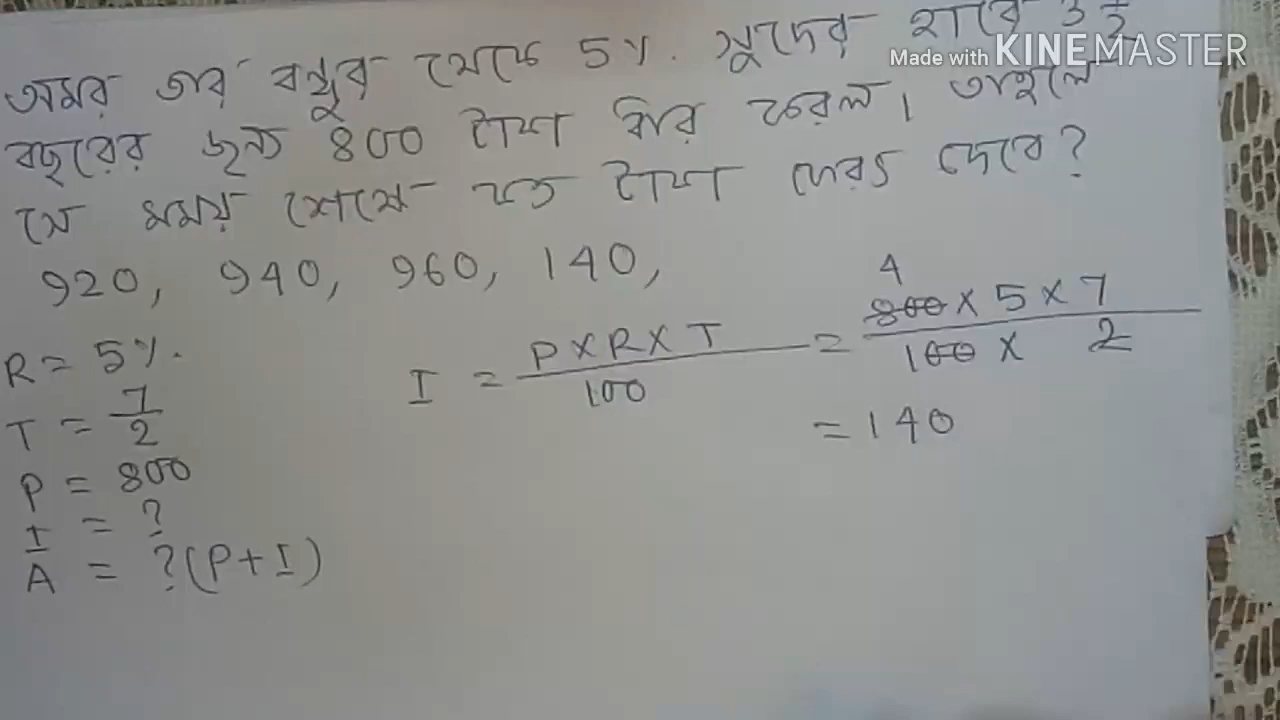 অমর তার বন্ধুর থেকে 5%. সুদের হারে 3 1/2
Made with KINEMASTER
বছরের জন্য 800 টাকা ধার করল। তাহলে
সে সময় শেষে কত টাকা ফেরৎ দেবে?
920, 940, 960, 140,
R = 5%.
T = 7/2
P = 800
I = ?
A = ?(P+I)
I = P×R×T/100 = 800×5×7/100×2
4
= 140